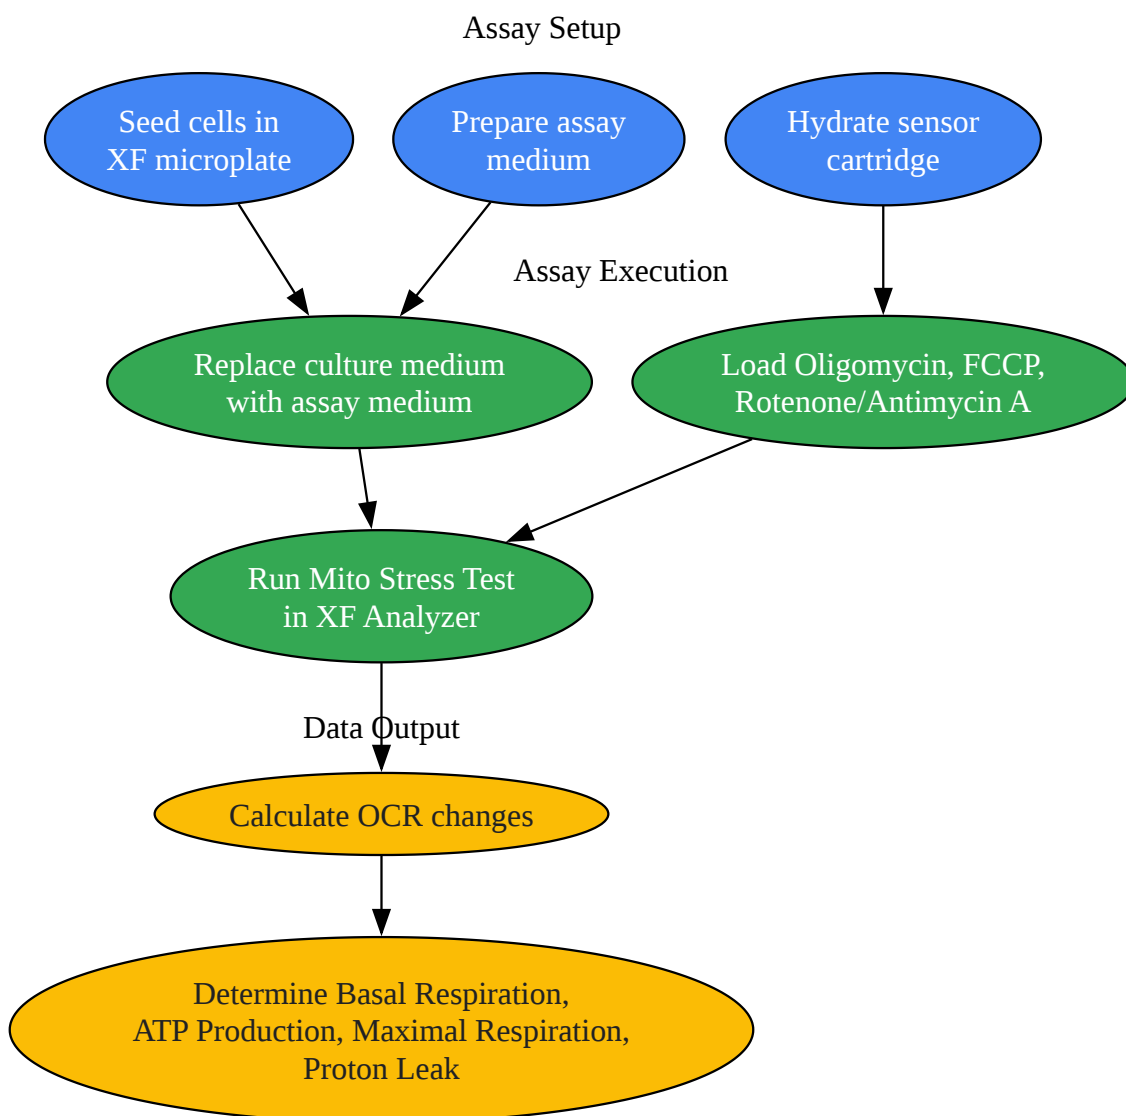 Assay Setup
Seed cells in
XF microplate
Prepare assay
medium
Hydrate sensor
cartridge
Assay Execution
Replace culture medium
with assay medium
Load Oligomycin, FCCP,
Rotenone/Antimycin A
Run Mito Stress Test
in XF Analyzer
Data Output
Calculate OCR changes
Determine Basal Respiration,
ATP Production, Maximal Respiration,
Proton Leak